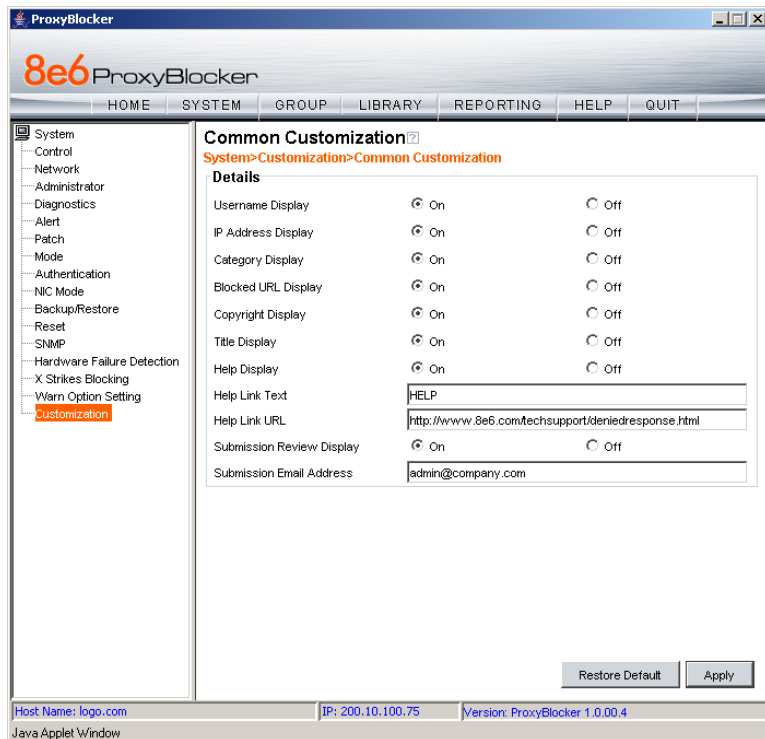 ProxyBlocker
8e6 ProxyBlocker
HOME SYSTEM GROUP LIBRARY REPORTING HELP QUIT
System
Control
Network
Administrator
Diagnostics
Alert
Patch
Mode
Authentication
NIC Mode
Backup/Restore
Reset
SNMP
Hardware Failure Detection
X Strikes Blocking
Warn Option Setting
Customization
Common Customization ?
System>Customization>Common Customization
Details
Username Display On Off
IP Address Display On Off
Category Display On Off
Blocked URL Display On Off
Copyright Display On Off
Title Display On Off
Help Display On Off
Help Link Text HELP
Help Link URL http://www.8e6.com/techsupport/deniedresponse.html
Submission Review Display On Off
Submission Email Address admin@company.com
Restore Default Apply
Host Name: logo.com IP: 200.10.100.75 Version: ProxyBlocker 1.0.00.4
Java Applet Window